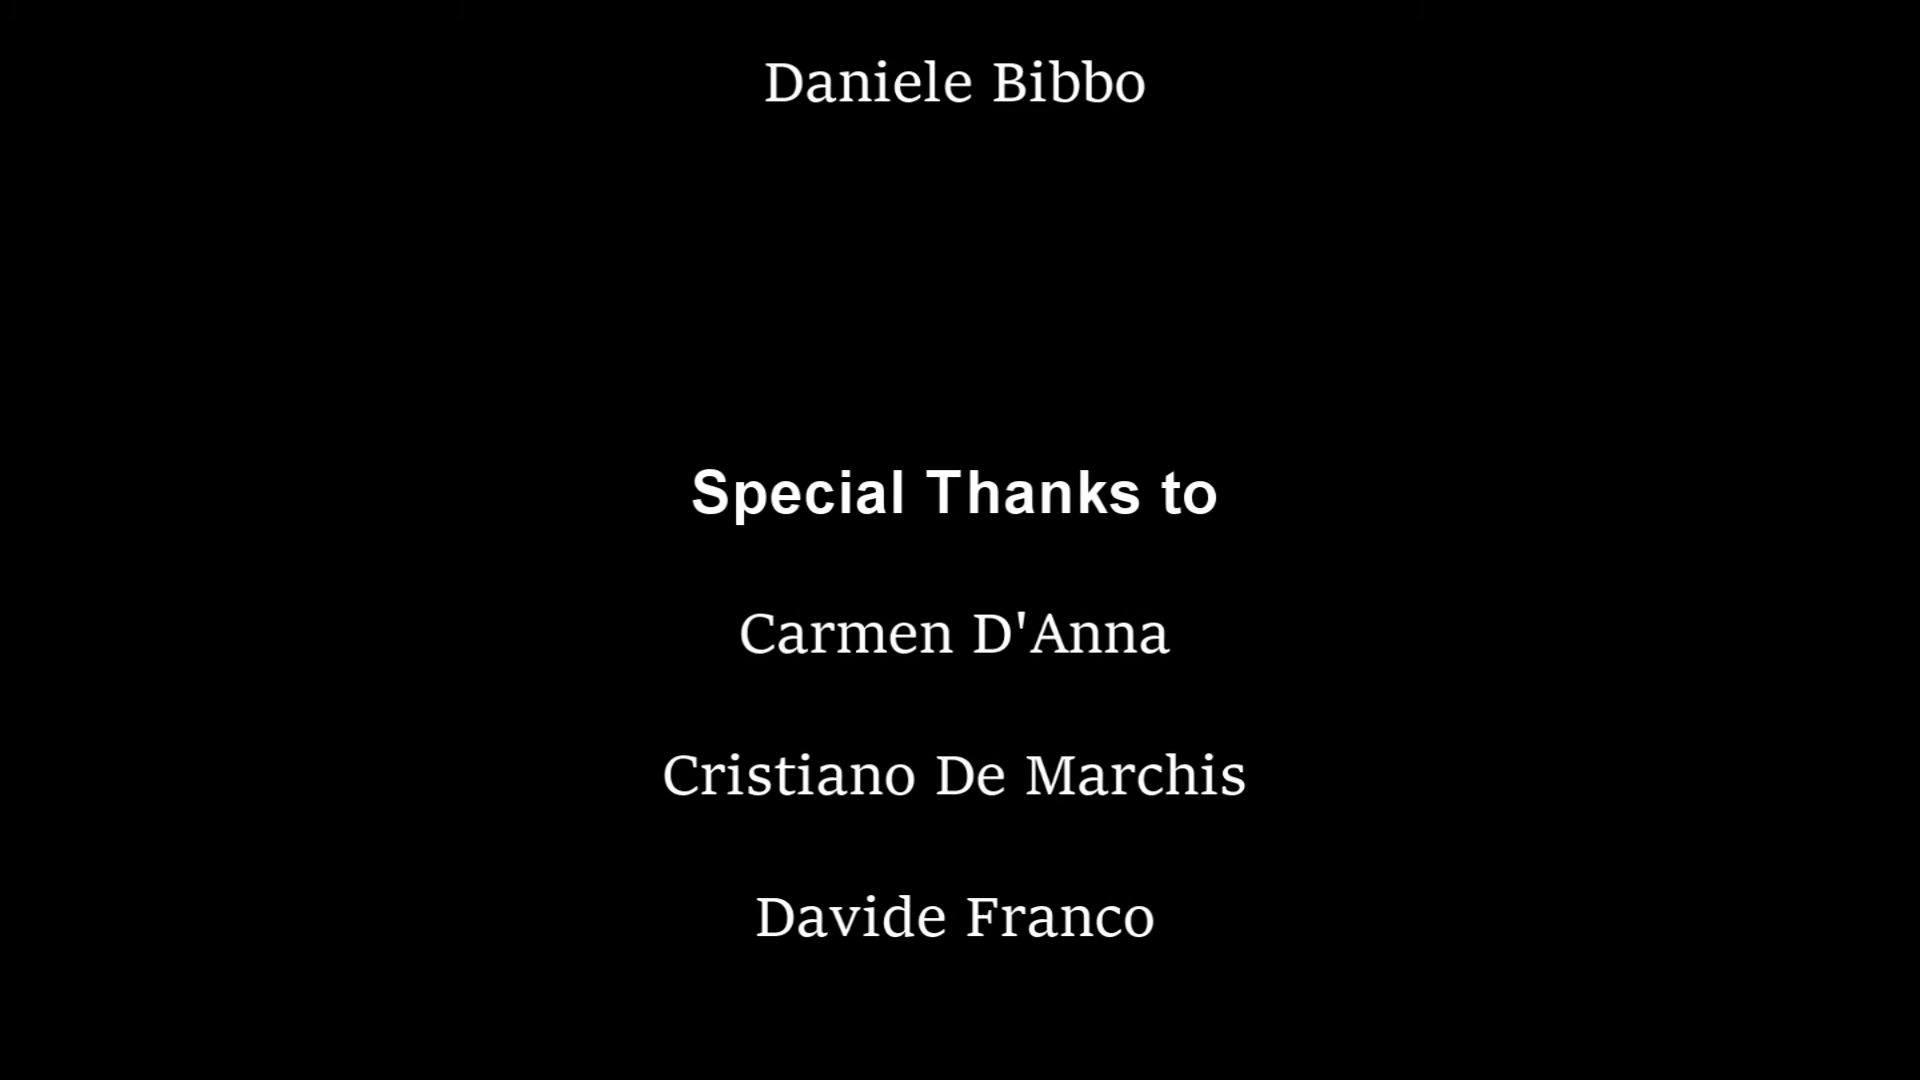 Daniele Bibbo
Special Thanks to
Carmen D'Anna
Cristiano De Marchis
Davide Franco